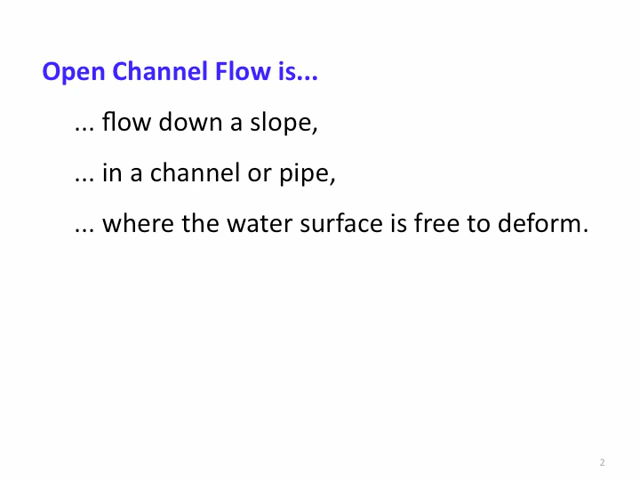 Open Channel Flow is...
... flow down a slope,
... in a channel or pipe,
... where the water surface is free to deform.
2